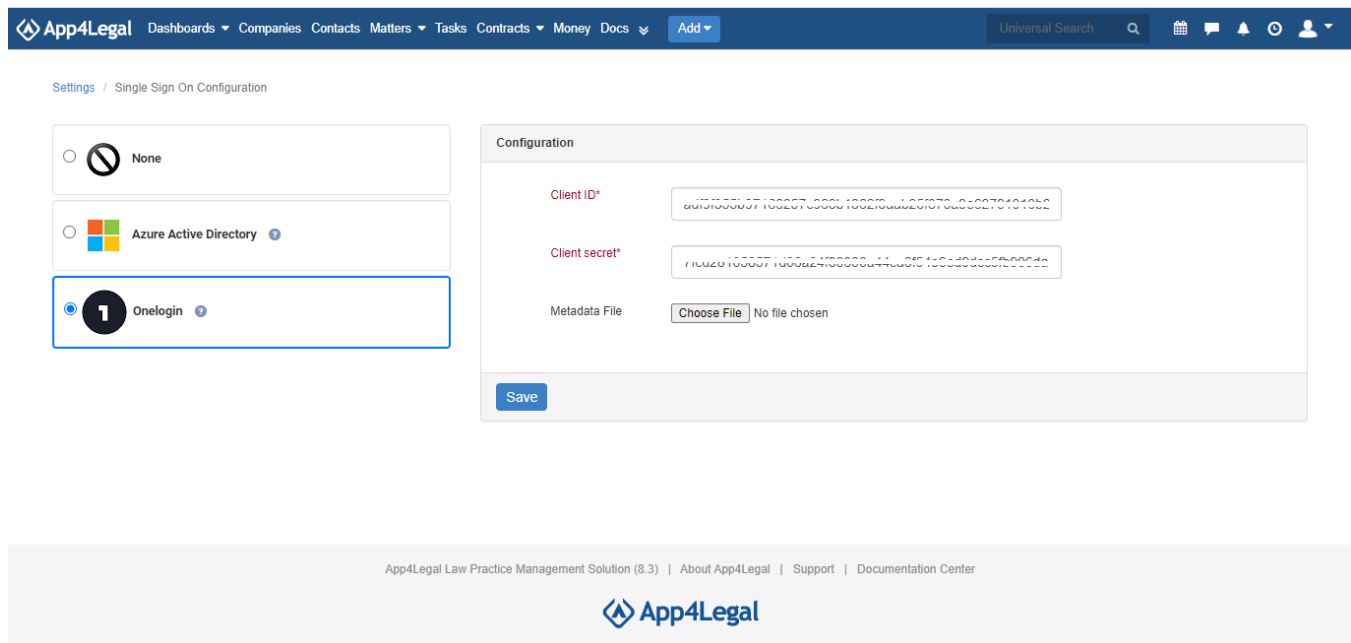 App4Legal Dashboards Companies Contacts Matters Tasks Contracts Money Docs Add Universal Search
Settings / Single Sign On Configuration
None
Azure Active Directory ?
1 Onelogin ?
Configuration
Client ID*
Client secret*
Metadata File Choose File No file chosen
Save
App4Legal Law Practice Management Solution (8.3) | About App4Legal | Support | Documentation Center
App4Legal